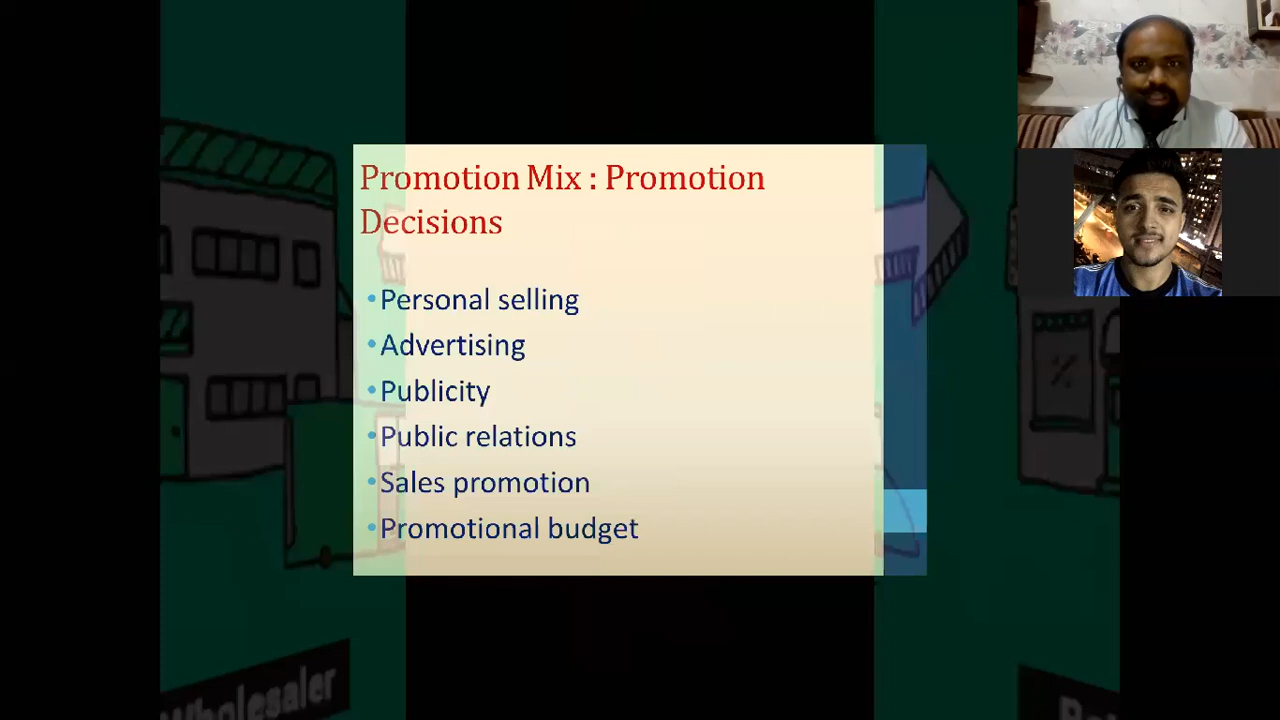 Promotion Mix : Promotion
Decisions
•Personal selling
•Advertising
•Publicity
•Public relations
•Sales promotion
•Promotional budget
Wholesaler